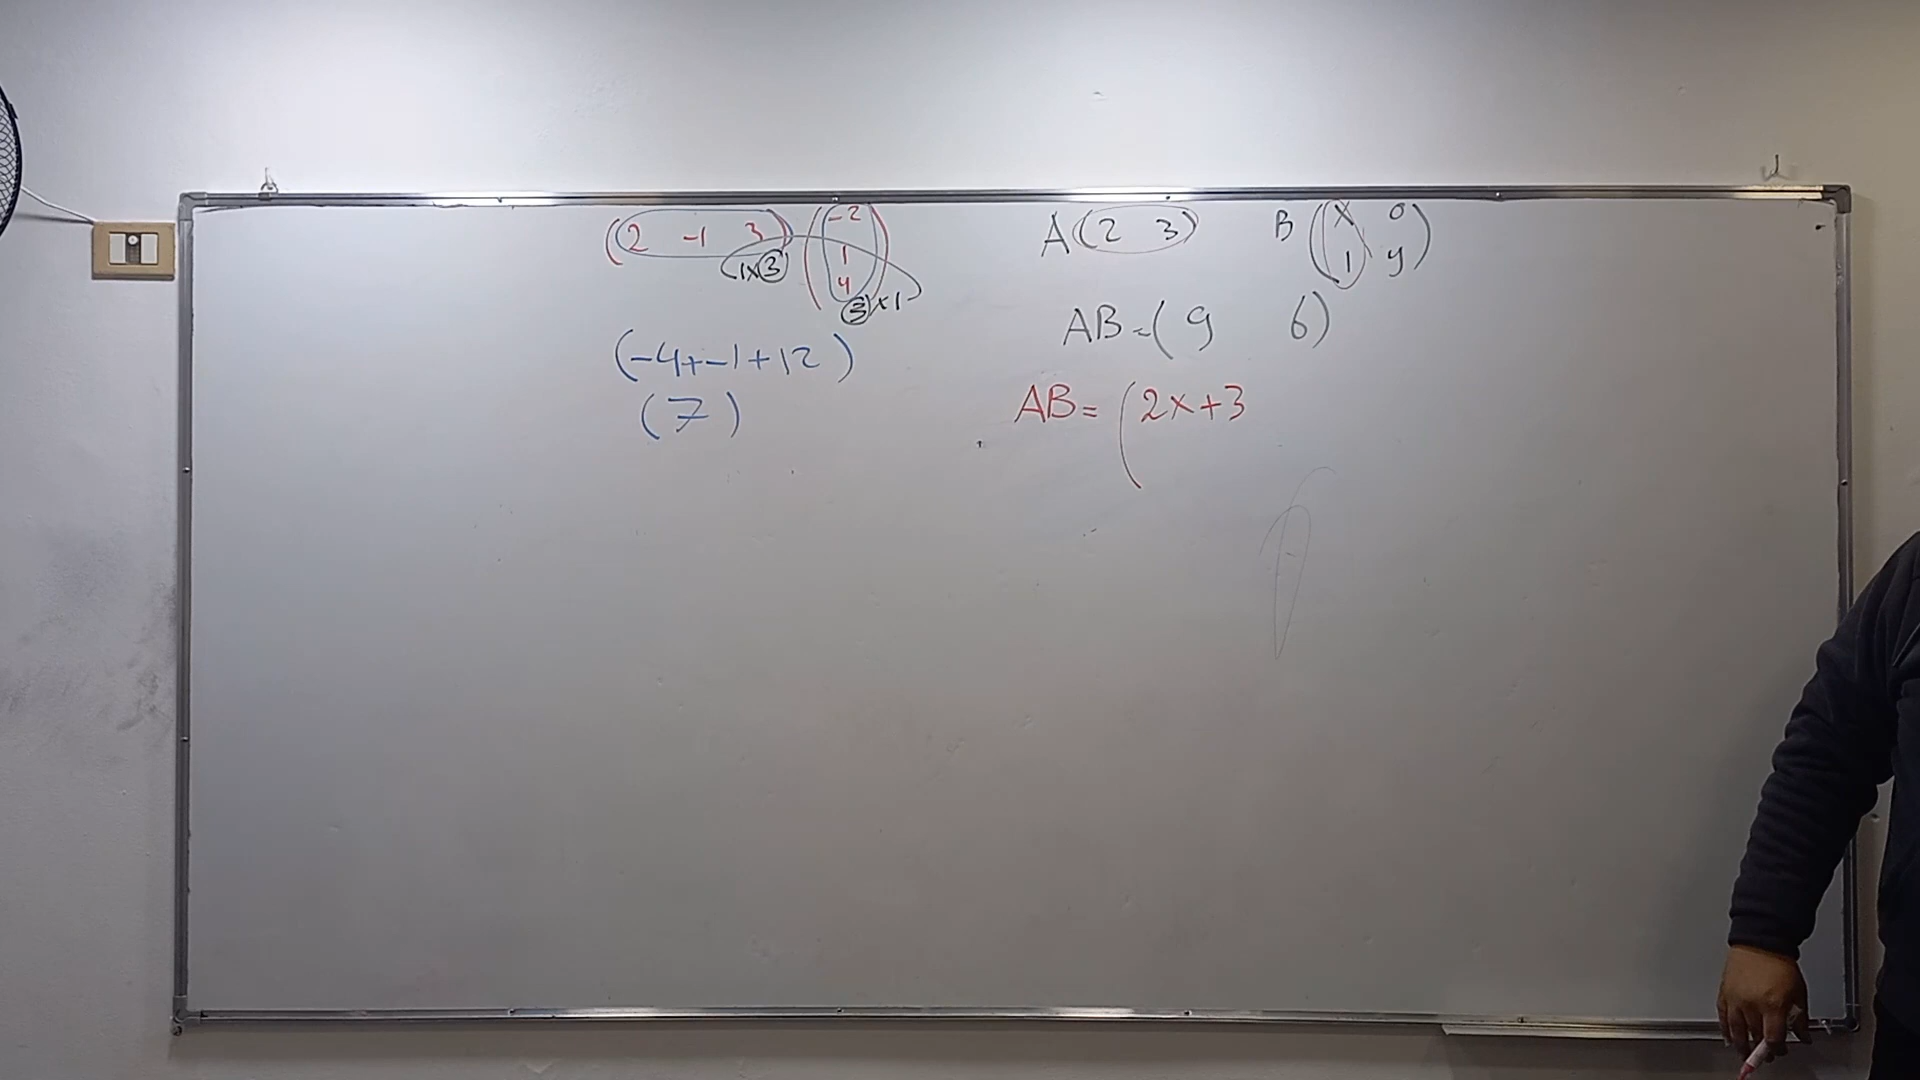 (2 -1 3) (-2
1
4)
1x3 3x1
(-4+-1+12)
(7)
A(2 3) B(x 0
1 y)
AB=(9 6)
AB=(2x+3